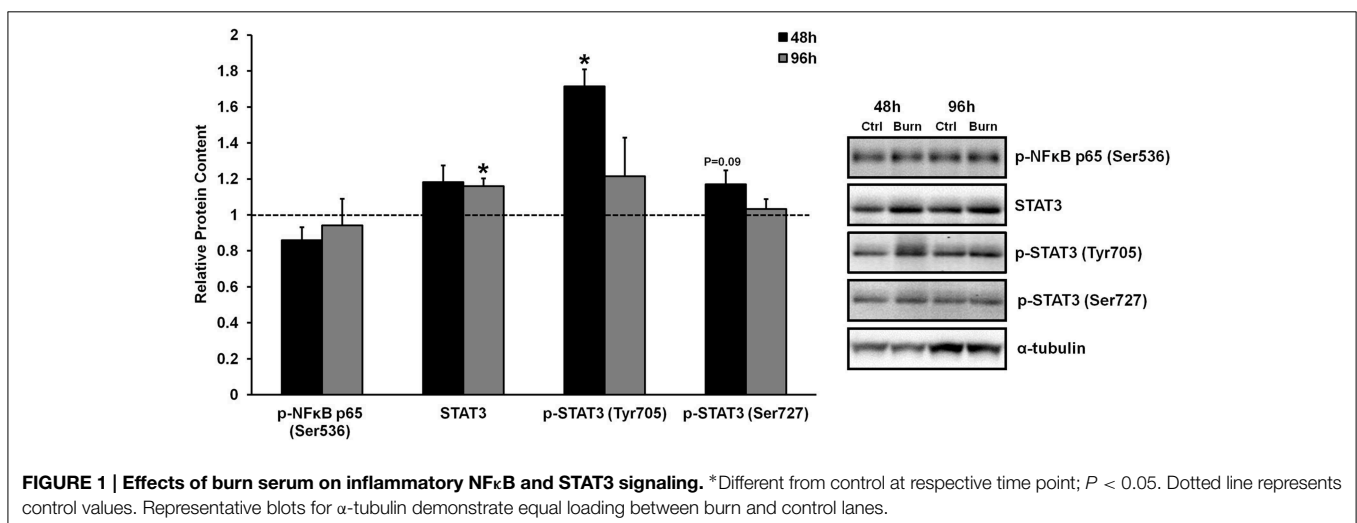 2
1.8
1.6
1.4
1.2
1
0.8
0.6
0.4
0.2
0
Relative Protein Content
48h
96h
*
*
P=0.09
p-NFκB p65
(Ser536)
STAT3
p-STAT3 (Tyr705)
p-STAT3 (Ser727)
48h 96h
Ctrl Burn Ctrl Burn
p-NFκB p65 (Ser536)
STAT3
p-STAT3 (Tyr705)
p-STAT3 (Ser727)
α-tubulin
FIGURE 1 | Effects of burn serum on inflammatory NFκB and STAT3 signaling. *Different from control at respective time point; P < 0.05. Dotted line represents
control values. Representative blots for α-tubulin demonstrate equal loading between burn and control lanes.